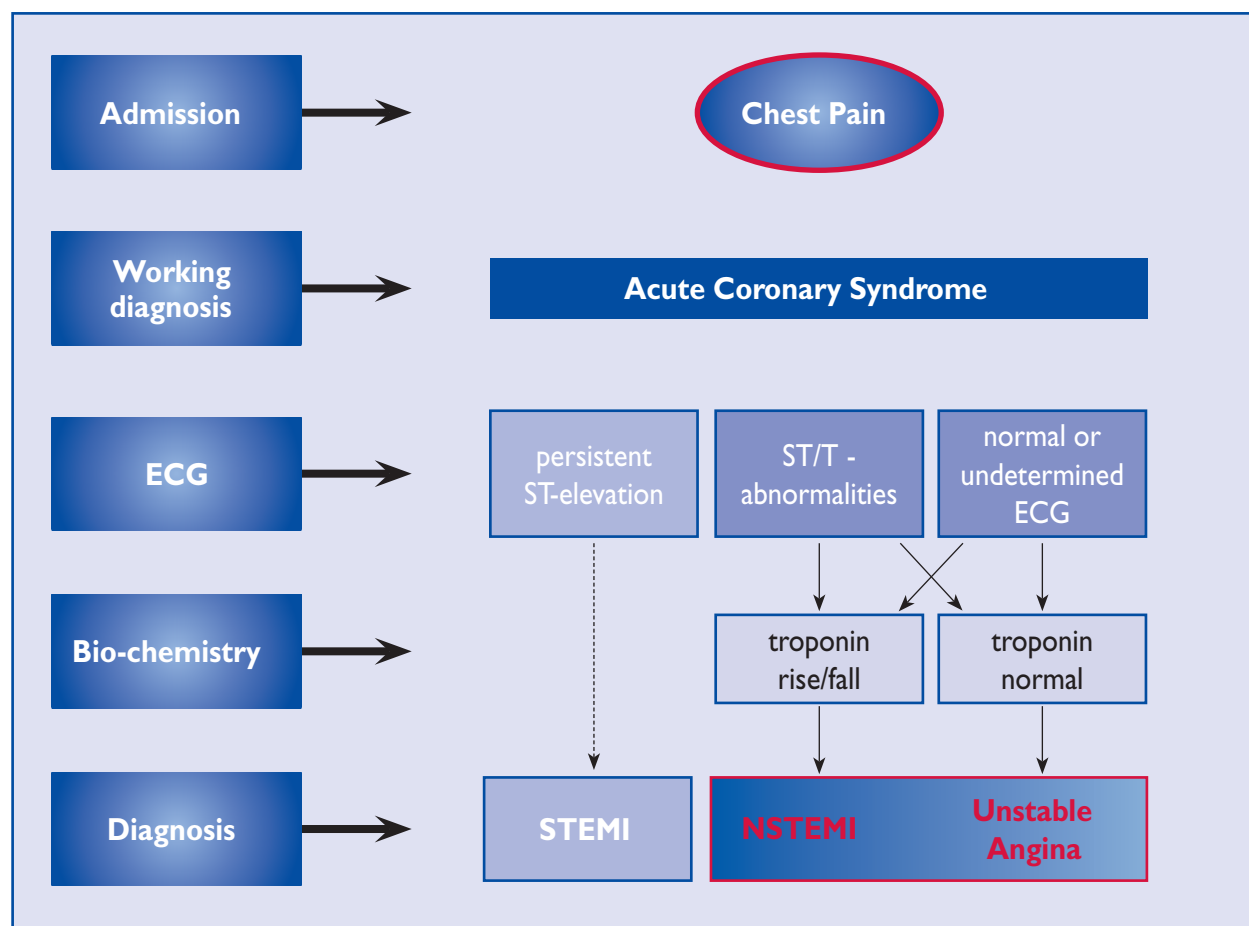 Admission
Chest Pain
Working
diagnosis
Acute Coronary Syndrome
ECG
persistent
ST-elevation
ST/T -
abnormalities
normal or
undetermined
ECG
Bio-chemistry
troponin
rise/fall
troponin
normal
Diagnosis
STEMI
NSTEMI
Unstable
Angina